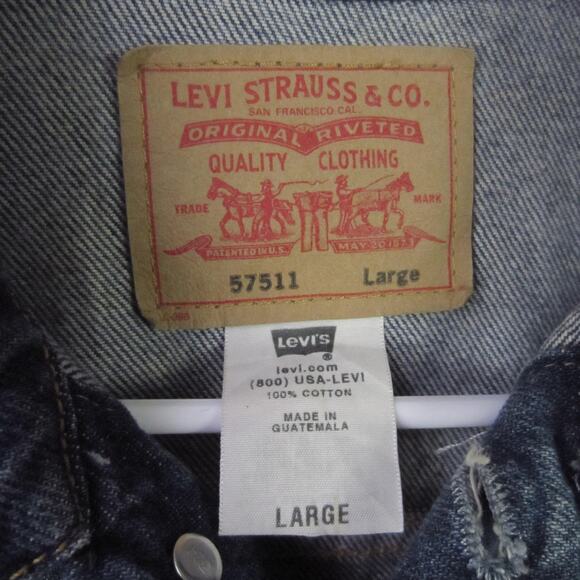 LEVI STRAUSS & CO.
SAN FRANCISCO CAL.
ORIGINAL RIVETED
QUALITY CLOTHING
TRADE MARK
PATENTED IN U.S. MAY 20 1873
57511 Large
Levi's
®
levi.com
(800) USA-LEVI
100% COTTON
MADE IN
GUATEMALA
LARGE